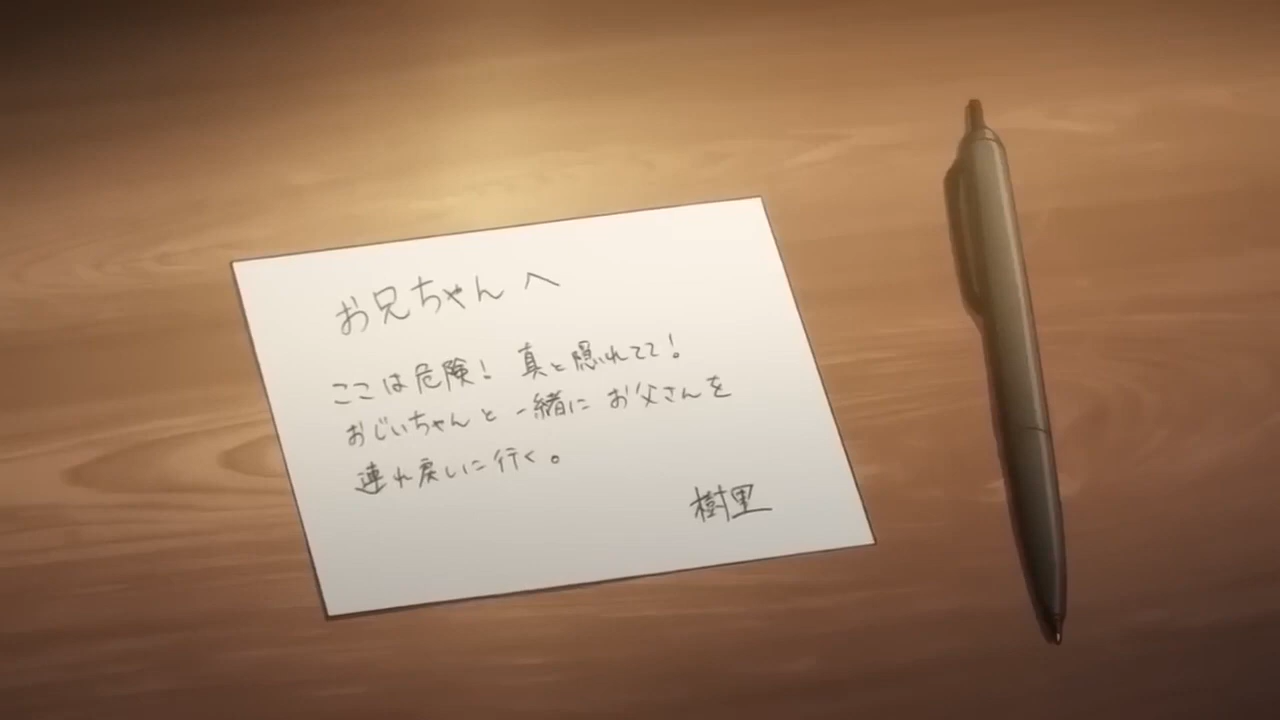 お兄ちゃんへ
ここは危険！ 真と隠れてて！
おじいちゃんと一緒に お父さんを
連れ戻しに行く。
樹里